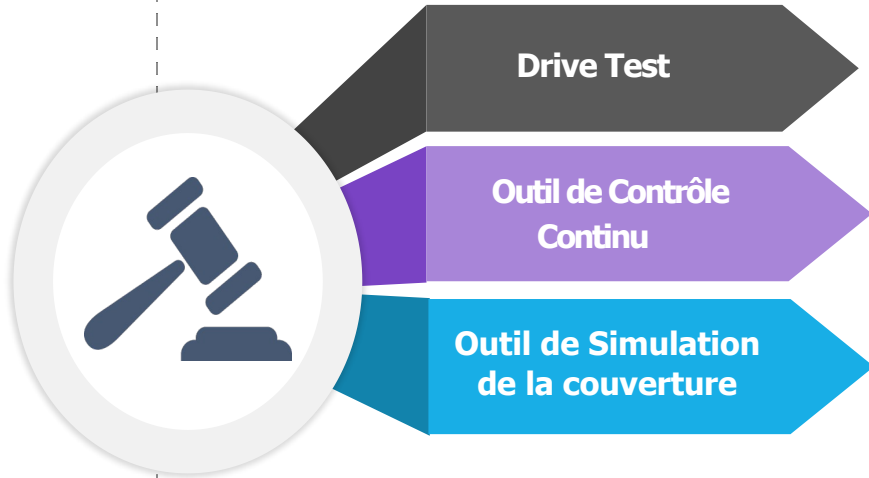 Drive Test
Outil de Contrôle
Continu
Outil de Simulation
de la couverture